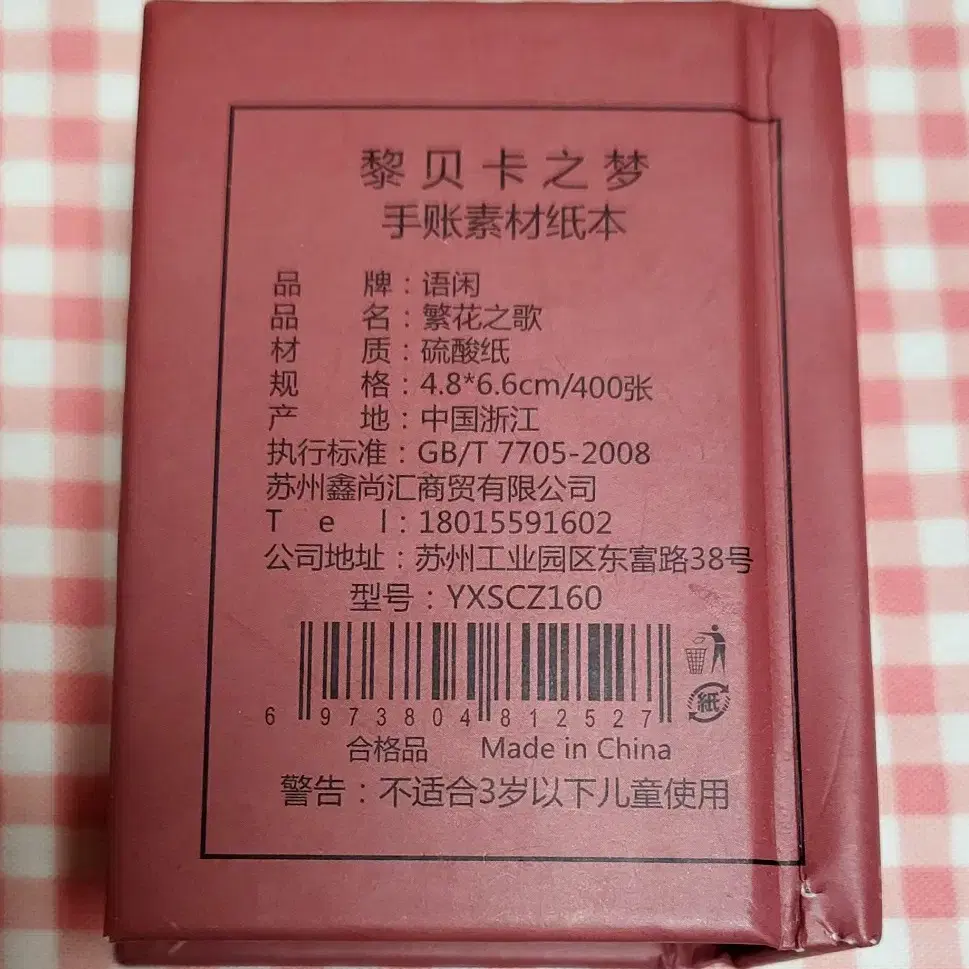 黎贝卡之梦
手账素材纸本
品 牌：语闲
品 名：繁花之歌
材 质：硫酸纸
规 格：4.8*6.6cm/400张
产 地：中国浙江
执行标准：GB/T 7705-2008
苏州鑫尚汇商贸有限公司
Tel：18015591602
公司地址：苏州工业园区东富路38号
型号：YXSCZ160
6 973804 812527
紙
合格品 Made in China
警告：不适合3岁以下儿童使用